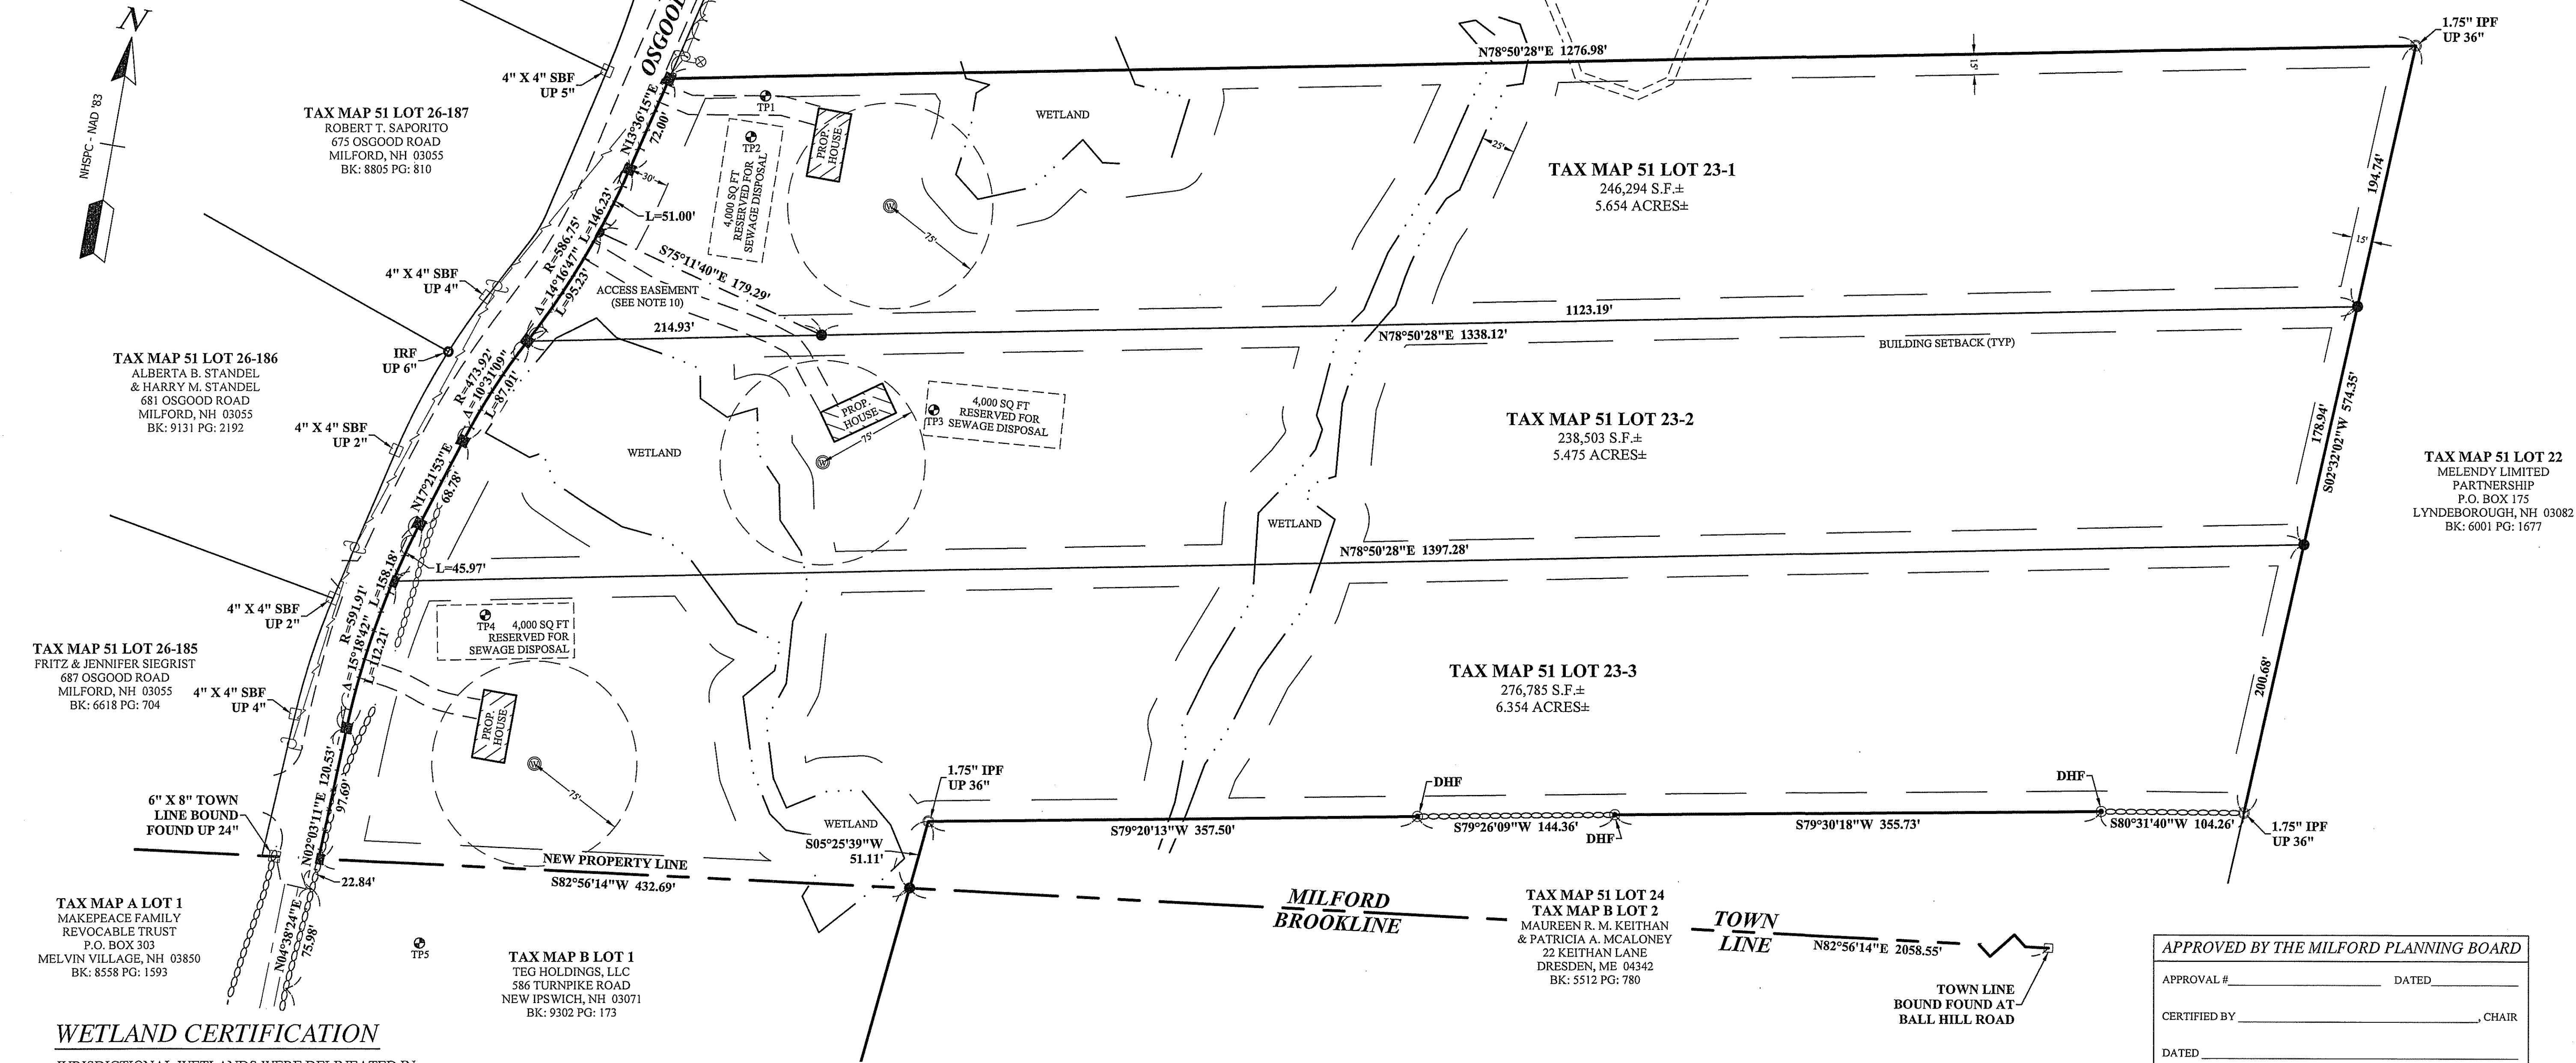 N
NHSPC - NAD '83
OSGOOD
4" X 4" SBF
UP 5"
TAX MAP 51 LOT 26-187
ROBERT T. SAPORITO
675 OSGOOD ROAD
MILFORD, NH 03055
BK: 8805 PG: 810
N13°36'15"E
72.00'
30'
TP1
TP2
4,000 SQ FT
RESERVED FOR
SEWAGE DISPOSAL
PROP.
HOUSE
W
75'
WETLAND
N78°50'28"E 1276.98'
15'
1.75" IPF
UP 36"
25'
TAX MAP 51 LOT 23-1
246,294 S.F.±
5.654 ACRES±
194.74'
15'
4" X 4" SBF
UP 4"
R=586.75'
L=146.23'
Δ=14°16'47"
L=95.23'
L=51.00'
S75°11'40"E 179.29'
ACCESS EASEMENT
(SEE NOTE 10)
214.93'
1123.19'
N78°50'28"E 1338.12'
BUILDING SETBACK (TYP)
TAX MAP 51 LOT 26-186
ALBERTA B. STANDEL
& HARRY M. STANDEL
681 OSGOOD ROAD
MILFORD, NH 03055
BK: 9131 PG: 2192
IRF
UP 6"
R=473.92'
Δ=10°31'09"
L=87.01'
4" X 4" SBF
UP 2"
N17°21'53"E
68.78'
WETLAND
PROP.
HOUSE
75'
W
TP3
4,000 SQ FT
RESERVED FOR
SEWAGE DISPOSAL
TAX MAP 51 LOT 23-2
238,503 S.F.±
5.475 ACRES±
178.94'
S02°32'02"W 574.35'
TAX MAP 51 LOT 22
MELENDY LIMITED
PARTNERSHIP
P.O. BOX 175
LYNDEBOROUGH, NH 03082
BK: 6001 PG: 1677
WETLAND
N78°50'28"E 1397.28'
L=45.97'
4" X 4" SBF
UP 2"
R=591.91'
L=158.18'
Δ=15°18'42"
L=112.21'
TP4
4,000 SQ FT
RESERVED FOR
SEWAGE DISPOSAL
TAX MAP 51 LOT 26-185
FRITZ & JENNIFER SIEGRIST
687 OSGOOD ROAD
MILFORD, NH 03055
BK: 6618 PG: 704
4" X 4" SBF
UP 4"
PROP.
HOUSE
W
75'
TAX MAP 51 LOT 23-3
276,785 S.F.±
6.354 ACRES±
200.68'
6" X 8" TOWN
LINE BOUND
FOUND UP 24"
N02°03'11"E 120.53'
97.69'
22.84'
1.75" IPF
UP 36"
WETLAND
S05°25'39"W
51.11'
DHF
S79°20'13"W 357.50'
S79°26'09"W 144.36'
DHF
S79°30'18"W 355.73'
DHF
S80°31'40"W 104.26'
1.75" IPF
UP 36"
NEW PROPERTY LINE
S82°56'14"W 432.69'
MILFORD
BROOKLINE
TOWN
LINE
N82°56'14"E 2058.55'
TOWN LINE
BOUND FOUND AT
BALL HILL ROAD
TAX MAP A LOT 1
MAKEPEACE FAMILY
REVOCABLE TRUST
P.O. BOX 303
MELVIN VILLAGE, NH 03850
BK: 8558 PG: 1593
N04°38'24"E
75.98'
TP5
TAX MAP B LOT 1
TEG HOLDINGS, LLC
586 TURNPIKE ROAD
NEW IPSWICH, NH 03071
BK: 9302 PG: 173
TAX MAP 51 LOT 24
TAX MAP B LOT 2
MAUREEN R. M. KEITHAN
& PATRICIA A. MCALONEY
22 KEITHAN LANE
DRESDEN, ME 04342
BK: 5512 PG: 780
WETLAND CERTIFICATION
JURISDICTIONAL WETLANDS WERE DELINEATED IN
APPROVED BY THE MILFORD PLANNING BOARD
APPROVAL # DATED
CERTIFIED BY , CHAIR
DATED